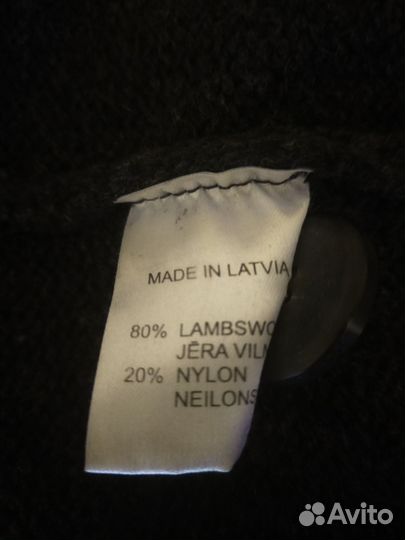 MADE IN LATVIA
80% LAMBSWO
JĒRA VILN
20% NYLON
NEILONS
Avito